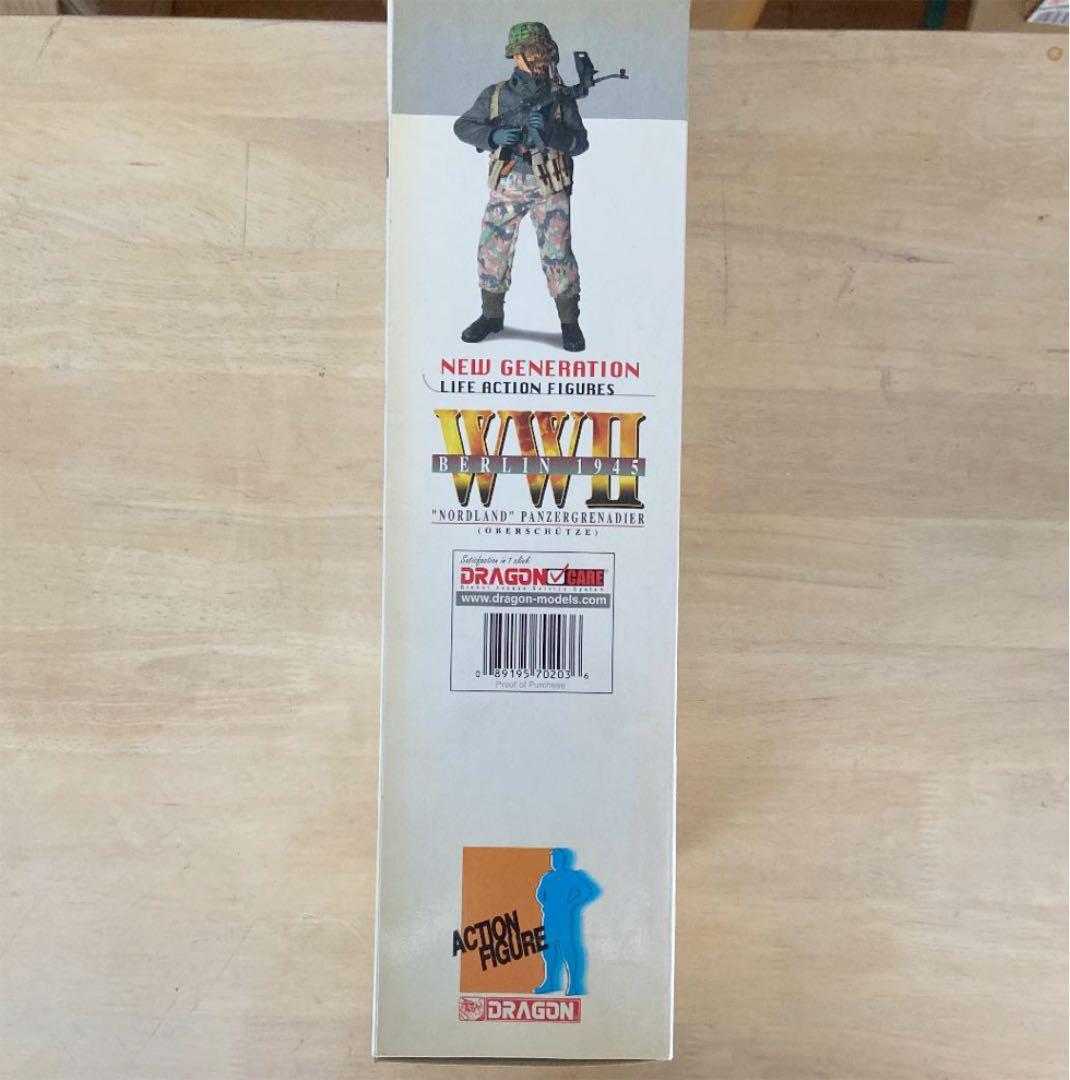 NEW GENERATION
LIFE ACTION FIGURES
WWII
BERLIN 1945
"NORDLAND" PANZERGRENADIER
(OBERSCHÜTZE)
Satisfaction in 1 click
DRAGON CARE
www.dragon-models.com
0 89195 70203 6
Proof of Purchase
ACTION
FIGURE
DRAGON